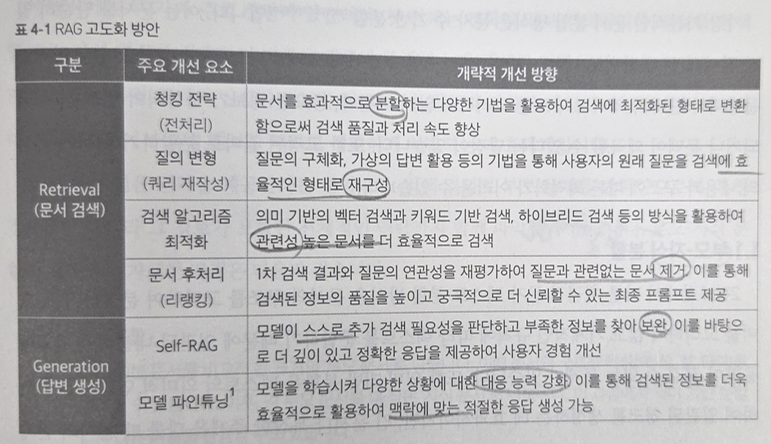 표 4-1 RAG 고도화 방안
구분 주요 개선 요소 개략적 개선 방향
Retrieval
(문서 검색)
청킹 전략
(전처리)
문서를 효과적으로 분할하는 다양한 기법을 활용하여 검색에 최적화된 형태로 변환
함으로써 검색 품질과 처리 속도 향상
질의 변형
(쿼리 재작성)
질문의 구체화, 가상의 답변 활용 등의 기법을 통해 사용자의 원래 질문을 검색에 효
율적인 형태로 재구성
검색 알고리즘
최적화
의미 기반의 벡터 검색과 키워드 기반 검색, 하이브리드 검색 등의 방식을 활용하여
관련성 높은 문서를 더 효율적으로 검색
문서 후처리
(리랭킹)
1차 검색 결과와 질문의 연관성을 재평가하여 질문과 관련없는 문서 제거. 이를 통해
검색된 정보의 품질을 높이고 궁극적으로 더 신뢰할 수 있는 최종 프롬프트 제공
Generation
(답변 생성)
Self-RAG
모델이 스스로 추가 검색 필요성을 판단하고 부족한 정보를 찾아 보완. 이를 바탕으
로 더 깊이 있고 정확한 응답을 제공하여 사용자 경험 개선
모델 파인튜닝1
모델을 학습시켜 다양한 상황에 대한 대응 능력 강화. 이를 통해 검색된 정보를 더욱
효율적으로 활용하여 맥락에 맞는 적절한 응답 생성 가능